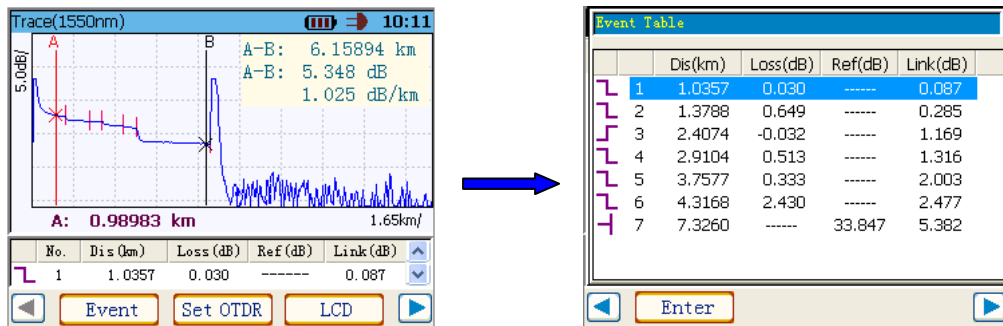 Trace(1550nm) 10:11
5.0dB/
A
B
A-B: 6.15894 km
A-B: 5.348 dB
1.025 dB/km
A: 0.98983 km 1.65km/
No. Dis(km) Loss(dB) Ref(dB) Link(dB)
1 1.0357 0.030 ------ 0.087
Event Set OTDR LCD
Event Table
Dis(km) Loss(dB) Ref(dB) Link(dB)
1 1.0357 0.030 ------ 0.087
2 1.3788 0.649 ------ 0.285
3 2.4074 -0.032 ------ 1.169
4 2.9104 0.513 ------ 1.316
5 3.7577 0.333 ------ 2.003
6 4.3168 2.430 ------ 2.477
7 7.3260 ------ 33.847 5.382
Enter